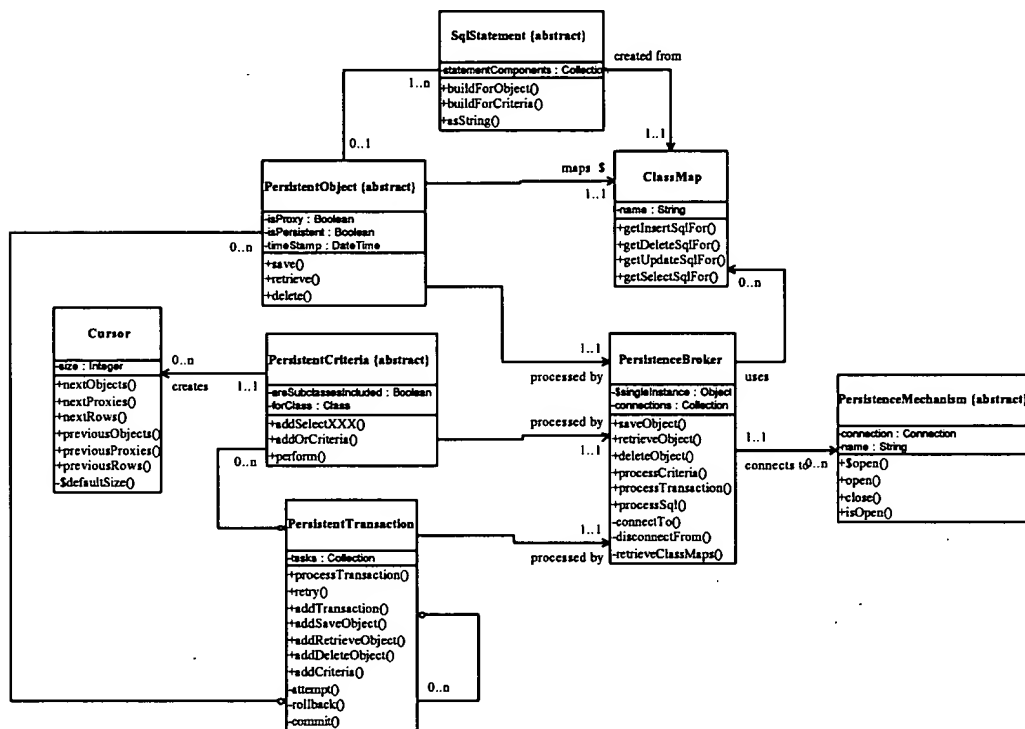 SqlStatement {abstract}
-statementComponents : Collection
+buildForObject()
+buildForCriteria()
+asString()
created from
1..n
0..1
1..1
PersistentObject {abstract}
-isProxy : Boolean
-isPersistent : Boolean
-timeStamp : DateTime
+save()
+retrieve()
+delete()
maps $
1..1
ClassMap
-name : String
+getInsertSqlFor()
+getDeleteSqlFor()
+getUpdateSqlFor()
+getSelectSqlFor()
0..n
0..n
Cursor
-size : Integer
+nextObjects()
+nextProxies()
+nextRows()
+previousObjects()
+previousProxies()
+previousRows()
-$defaultSize()
0..n
creates
1..1
PersistentCriteria {abstract}
-areSubclassesIncluded : Boolean
-forClass : Class
+addSelectXXX()
+addOrCriteria()
+perform()
0..n
1..1
processed by
processed by
1..1
1..1
processed by
PersistenceBroker
-$singleInstance : Object
-connections : Collection
+saveObject()
+retrieveObject()
+deleteObject()
+processCriteria()
+processTransaction()
+processSql()
-connectTo()
-disconnectFrom()
-retrieveClassMaps()
uses
1..1
connects to
0..n
PersistenceMechanism {abstract}
-connection : Connection
-name : String
+$open()
+open()
+close()
+isOpen()
PersistentTransaction
-tasks : Collection
+processTransaction()
+retry()
+addTransaction()
+addSaveObject()
+addRetrieveObject()
+addDeleteObject()
+addCriteria()
-attempt()
-rollback()
-commit()
0..n